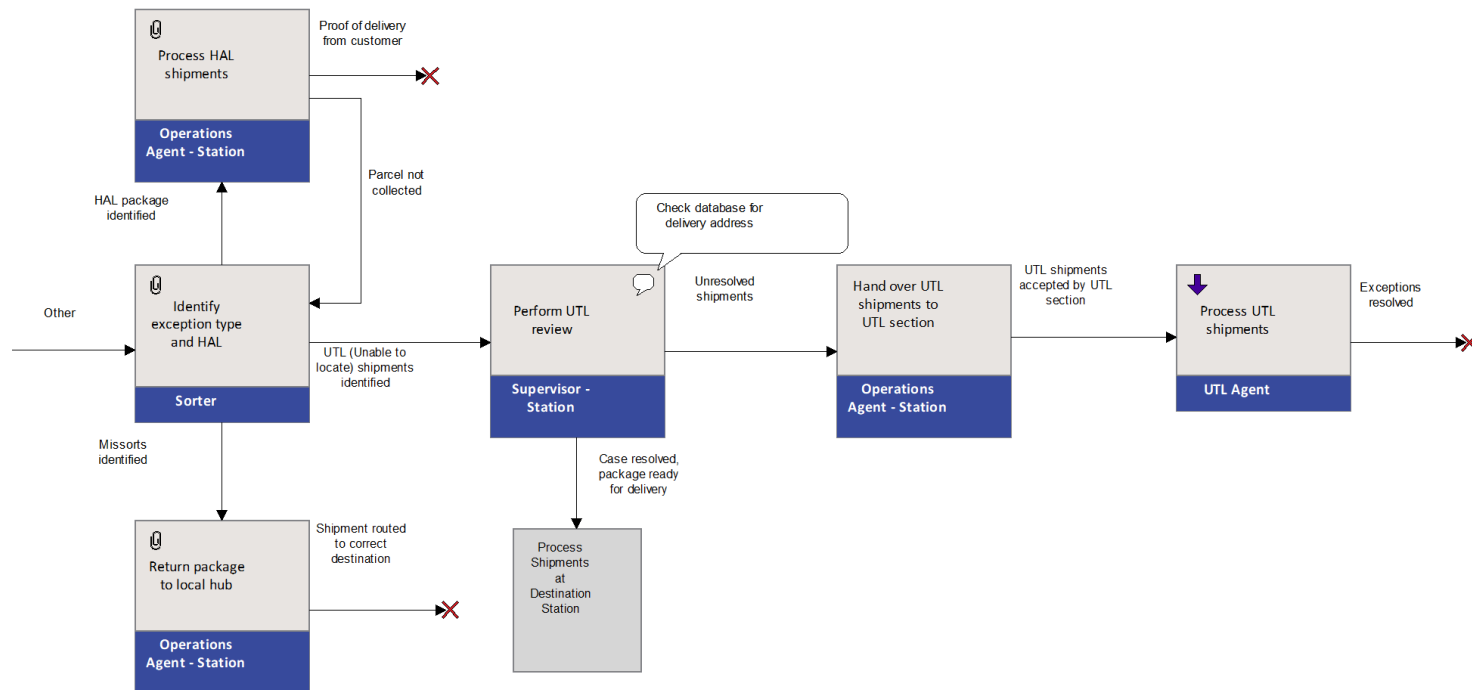 Process HAL
shipments
Operations
Agent - Station
Proof of delivery
from customer
Parcel not
collected
HAL package
identified
Other
Identify
exception type
and HAL
Sorter
UTL (Unable to
locate) shipments
identified
Missorts
identified
Return package
to local hub
Operations
Agent - Station
Shipment routed
to correct
destination
Check database for
delivery address
Perform UTL
review
Supervisor -
Station
Case resolved,
package ready
for delivery
Process
Shipments
at
Destination
Station
Unresolved
shipments
Hand over UTL
shipments to
UTL section
Operations
Agent - Station
UTL shipments
accepted by UTL
section
Process UTL
shipments
UTL Agent
Exceptions
resolved